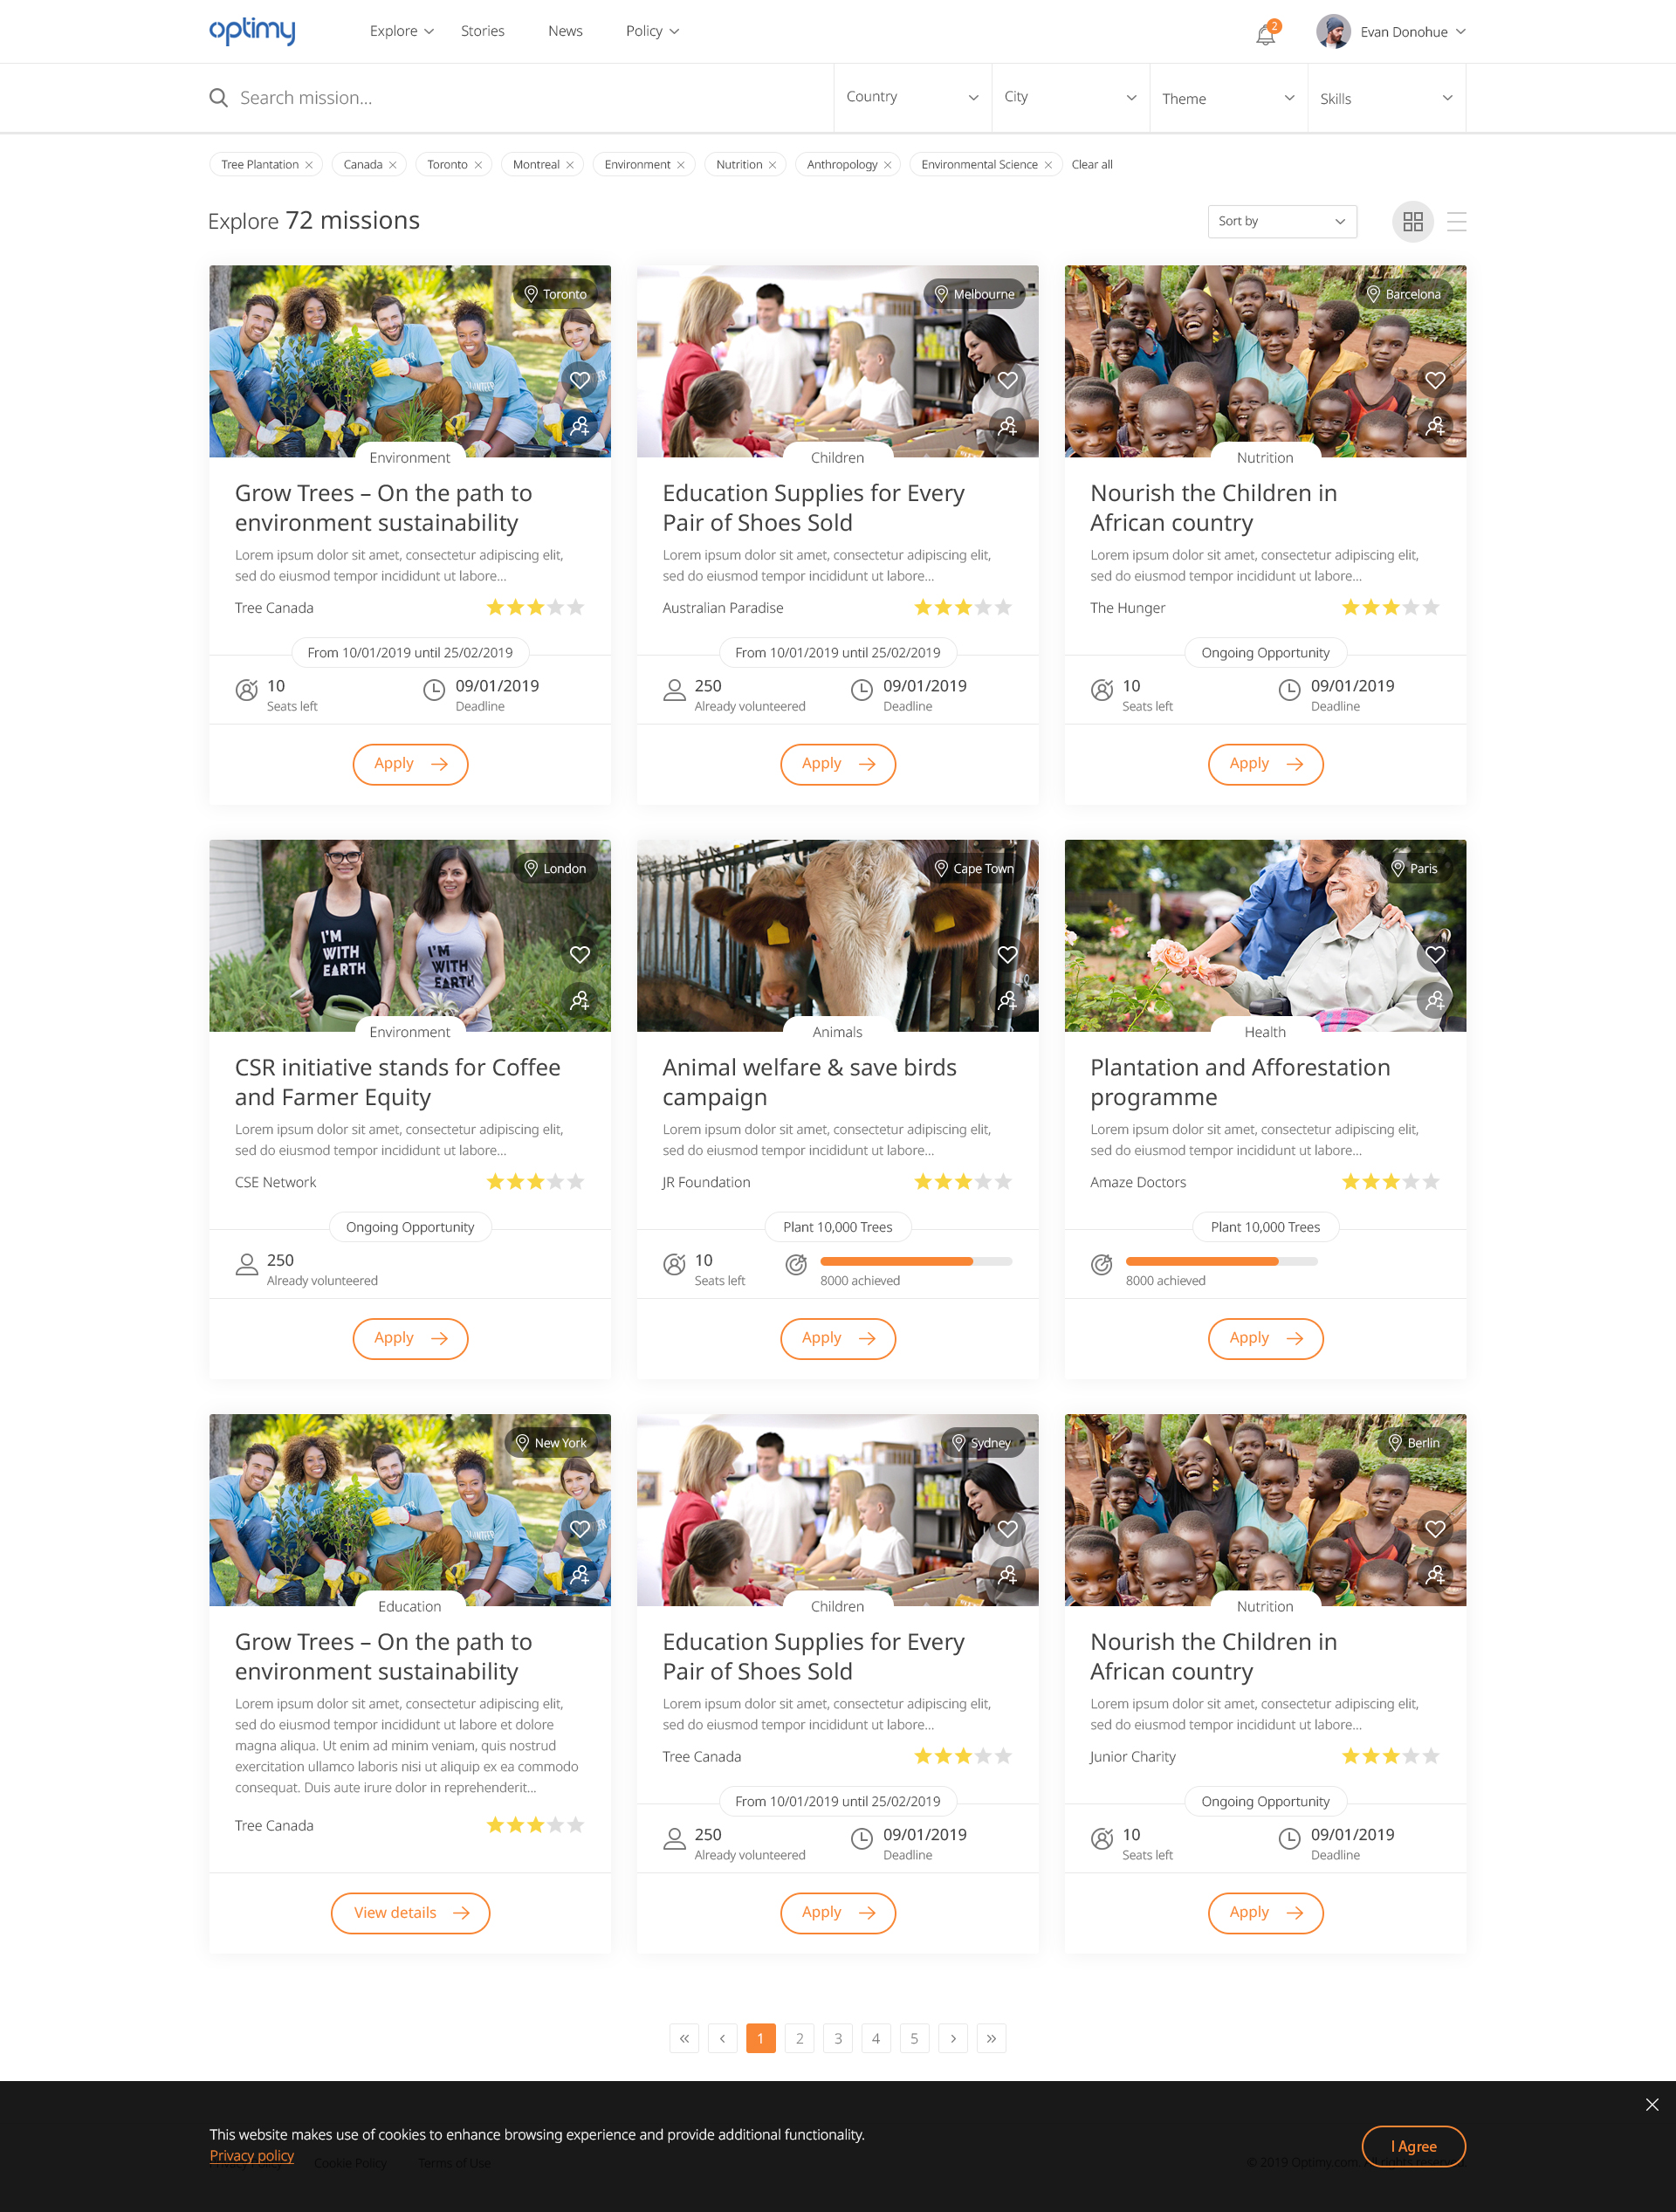 optimy
Explore
Stories
News
Policy
2
Evan Donohue
Search mission...
Country
City
Theme
Skills
Tree Plantation
Canada
Toronto
Montreal
Environment
Nutrition
Anthropology
Environmental Science
Clear all
Explore 72 missions
Sort by
Toronto
Environment
Grow Trees – On the path to
environment sustainability
Lorem ipsum dolor sit amet, consectetur adipiscing elit,
sed do eiusmod tempor incididunt ut labore...
Tree Canada
From 10/01/2019 until 25/02/2019
10
Seats left
09/01/2019
Deadline
Apply
Melbourne
Children
Education Supplies for Every
Pair of Shoes Sold
Lorem ipsum dolor sit amet, consectetur adipiscing elit,
sed do eiusmod tempor incididunt ut labore...
Australian Paradise
From 10/01/2019 until 25/02/2019
250
Already volunteered
09/01/2019
Deadline
Apply
Barcelona
Nutrition
Nourish the Children in
African country
Lorem ipsum dolor sit amet, consectetur adipiscing elit,
sed do eiusmod tempor incididunt ut labore...
The Hunger
Ongoing Opportunity
10
Seats left
09/01/2019
Deadline
Apply
London
I'M
WITH
EARTH
I'M
WITH
EARTH
Environment
CSR initiative stands for Coffee
and Farmer Equity
Lorem ipsum dolor sit amet, consectetur adipiscing elit,
sed do eiusmod tempor incididunt ut labore...
CSE Network
Ongoing Opportunity
250
Already volunteered
Apply
Cape Town
Animals
Animal welfare & save birds
campaign
Lorem ipsum dolor sit amet, consectetur adipiscing elit,
sed do eiusmod tempor incididunt ut labore...
JR Foundation
Plant 10,000 Trees
10
Seats left
8000 achieved
Apply
Paris
Health
Plantation and Afforestation
programme
Lorem ipsum dolor sit amet, consectetur adipiscing elit,
sed do eiusmod tempor incididunt ut labore...
Amaze Doctors
Plant 10,000 Trees
8000 achieved
Apply
New York
Education
Grow Trees – On the path to
environment sustainability
Lorem ipsum dolor sit amet, consectetur adipiscing elit,
sed do eiusmod tempor incididunt ut labore et dolore
magna aliqua. Ut enim ad minim veniam, quis nostrud
exercitation ullamco laboris nisi ut aliquip ex ea commodo
consequat. Duis aute irure dolor in reprehenderit...
Tree Canada
View details
Sydney
Children
Education Supplies for Every
Pair of Shoes Sold
Lorem ipsum dolor sit amet, consectetur adipiscing elit,
sed do eiusmod tempor incididunt ut labore...
Tree Canada
From 10/01/2019 until 25/02/2019
250
Already volunteered
09/01/2019
Deadline
Apply
Berlin
Nutrition
Nourish the Children in
African country
Lorem ipsum dolor sit amet, consectetur adipiscing elit,
sed do eiusmod tempor incididunt ut labore...
Junior Charity
Ongoing Opportunity
10
Seats left
09/01/2019
Deadline
Apply
« ‹ 1 2 3 4 5 › »
This website makes use of cookies to enhance browsing experience and provide additional functionality.
Privacy policy
I Agree
Cookie Policy
Terms of Use
© 2019 Optimy.com.